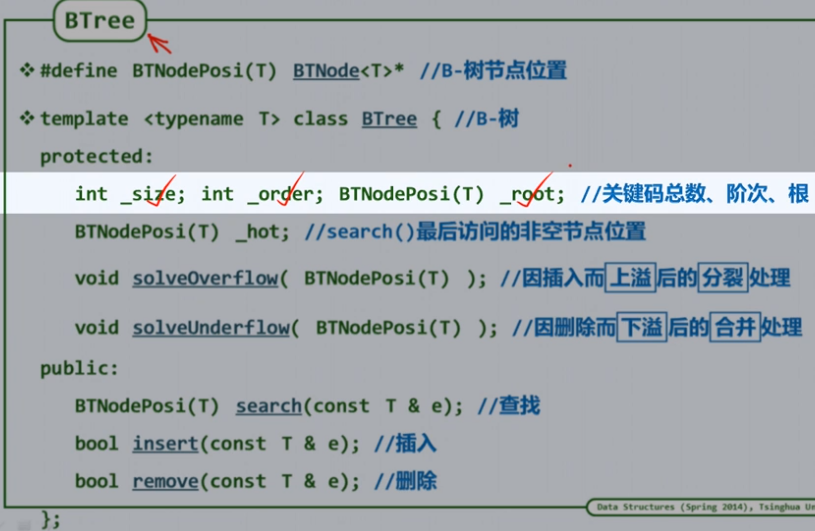 BTree
❖ #define BTNodePosi(T) BTNode<T>* //B-树节点位置
❖ template <typename T> class BTree { //B-树
protected:
int _size; int _order; BTNodePosi(T) _root; //关键码总数、阶次、根
BTNodePosi(T) _hot; //search()最后访问的非空节点位置
void solveOverflow( BTNodePosi(T) ); //因插入而上溢后的分裂处理
void solveUnderflow( BTNodePosi(T) ); //因删除而下溢后的合并处理
public:
BTNodePosi(T) search(const T & e); //查找
bool insert(const T & e); //插入
bool remove(const T & e); //删除
};
Data Structures (Spring 2014), Tsinghua Un